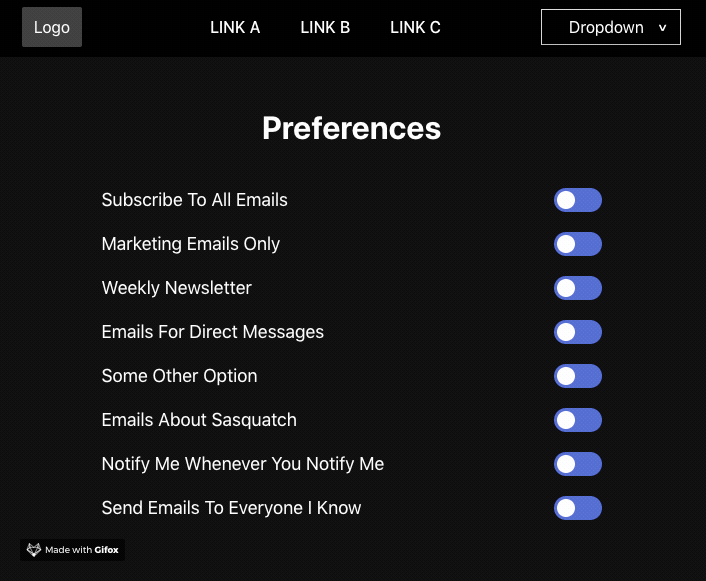 Logo
LINK A
LINK B
LINK C
Dropdown
Preferences
Subscribe To All Emails
Marketing Emails Only
Weekly Newsletter
Emails For Direct Messages
Some Other Option
Emails About Sasquatch
Notify Me Whenever You Notify Me
Send Emails To Everyone I Know
Made with Gifox